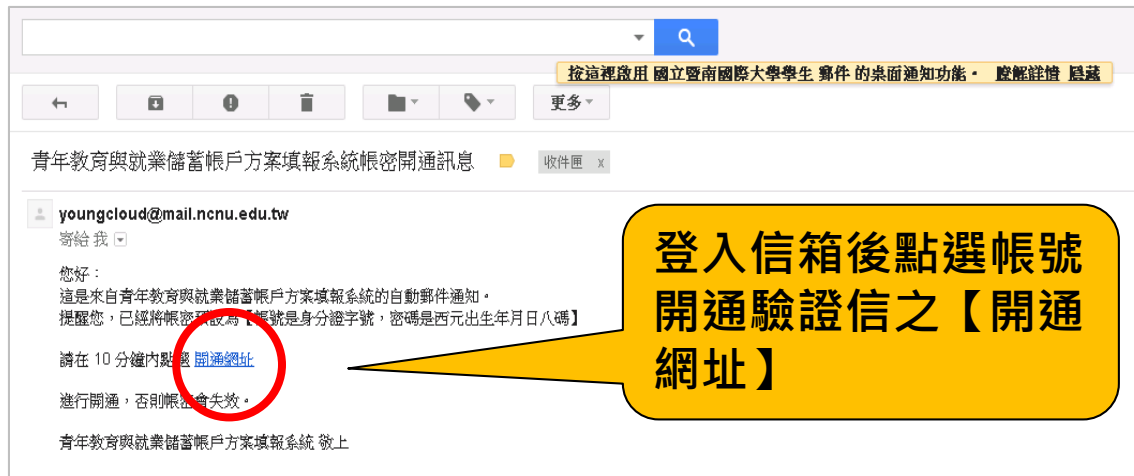 按這裡啟用 國立暨南國際大學學生 郵件 的桌面通知功能。 瞭解詳情 隱藏
更多
青年教育與就業儲蓄帳戶方案填報系統帳密開通訊息 收件匣 x
youngcloud@mail.ncnu.edu.tw
寄給 我
您好：
這是來自青年教育與就業儲蓄帳戶方案填報系統的自動郵件通知。
提醒您，已經將帳密預設為【帳號是身分證字號，密碼是西元出生年月日八碼】
請在 10 分鐘內點選 開通網址
進行開通，否則帳密會失效。
青年教育與就業儲蓄帳戶方案填報系統 敬上
登入信箱後點選帳號
開通驗證信之【開通
網址】